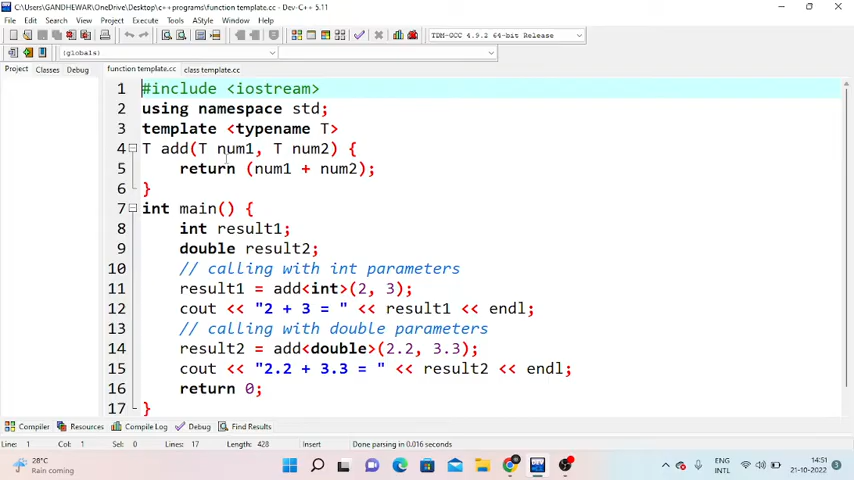 C:\Users\GANDHEWAR\OneDrive\Desktop\c++programs\function template.cc - Dev-C++ 5.11
File Edit Search View Project Execute Tools AStyle Window Help
TDM-GCC 4.9.2 64-bit Release
(globals)
Project Classes Debug function template.cc class template.cc
1 #include <iostream>
2 using namespace std;
3 template <typename T>
4 T add(T num1, T num2) {
5 return (num1 + num2);
6 }
7 int main() {
8 int result1;
9 double result2;
10 // calling with int parameters
11 result1 = add<int>(2, 3);
12 cout << "2 + 3 = " << result1 << endl;
13 // calling with double parameters
14 result2 = add<double>(2.2, 3.3);
15 cout << "2.2 + 3.3 = " << result2 << endl;
16 return 0;
17 }
Compiler Resources Compile Log Debug Find Results
Line: 1 Col: 1 Sel: 0 Lines: 17 Length: 428 Insert Done parsing in 0.016 seconds
28°C
Rain coming
ENG
INTL
14:51
21-10-2022